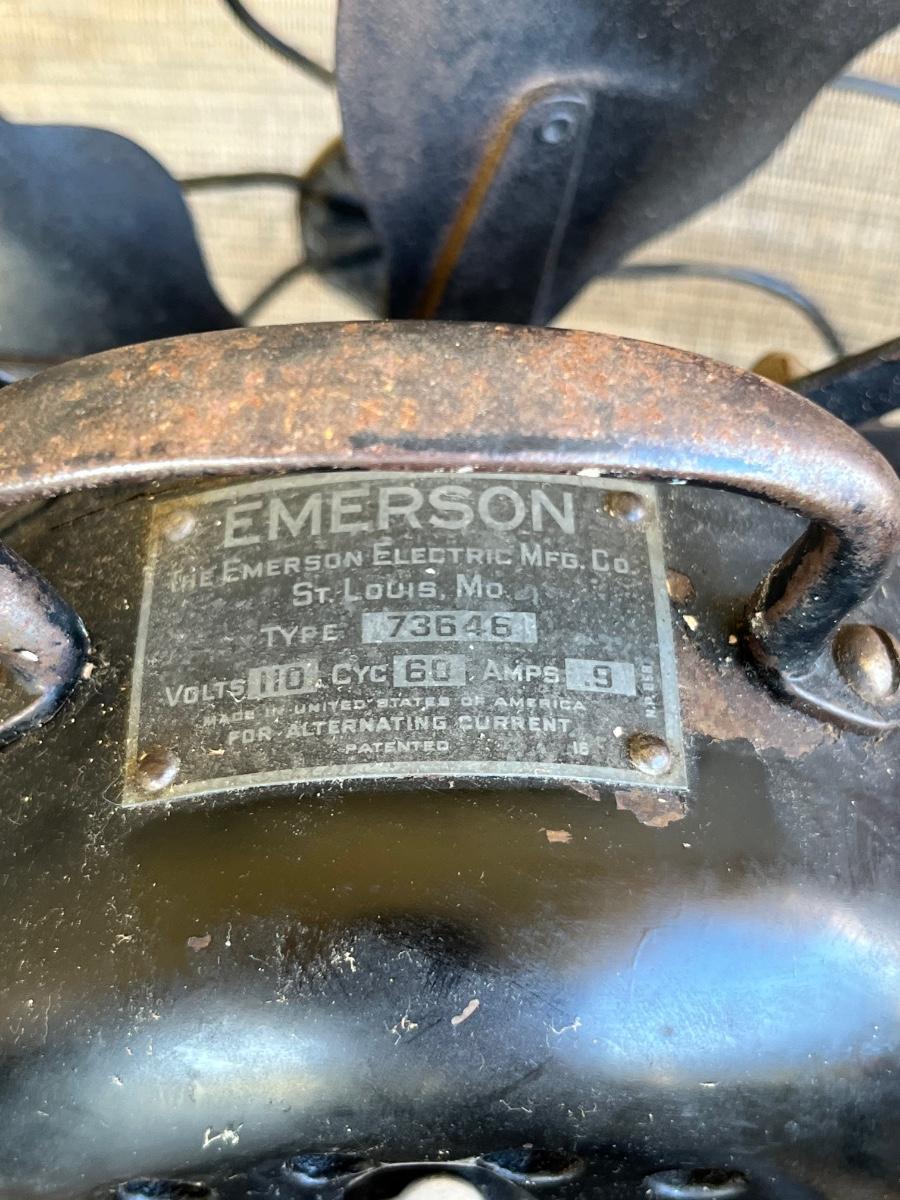 EMERSON
THE EMERSON ELECTRIC MFG. CO.
ST. LOUIS, MO.
TYPE 73646
VOLTS 110 CYC 60 AMPS .9
MADE IN UNITED STATES OF AMERICA
FOR ALTERNATING CURRENT
PATENTED 16